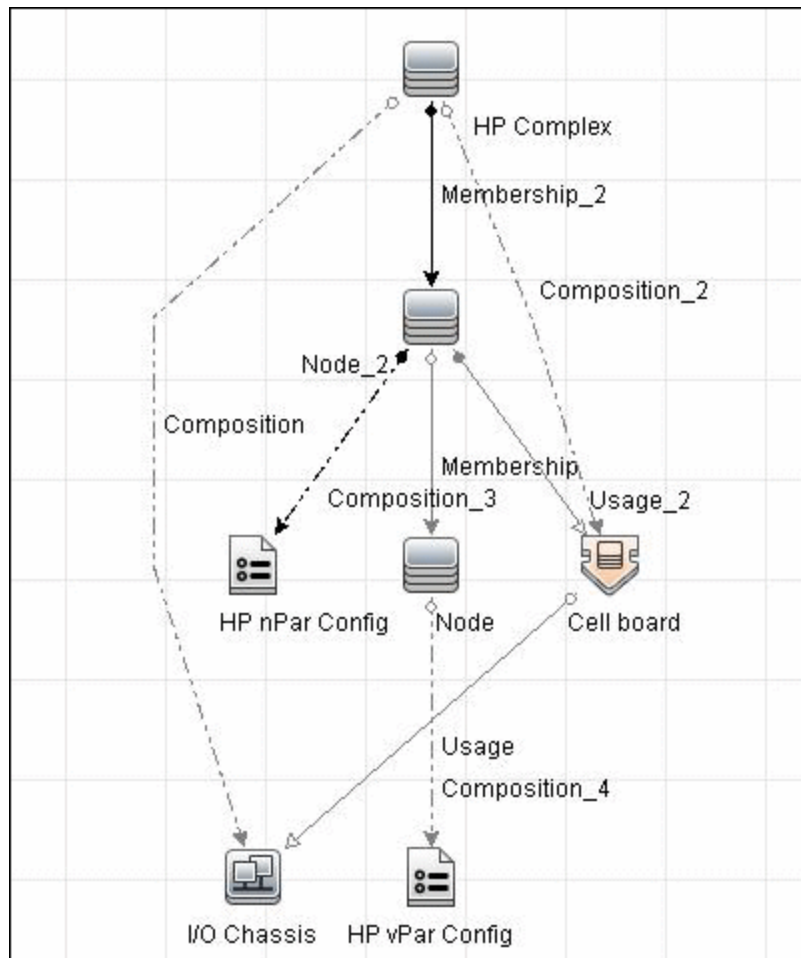 HP Complex
Membership_2
Composition_2
Node_2
Composition
Membership
Composition_3
Usage_2
HP nPar Config
Node
Cell board
Usage
Composition_4
I/O Chassis
HP vPar Config